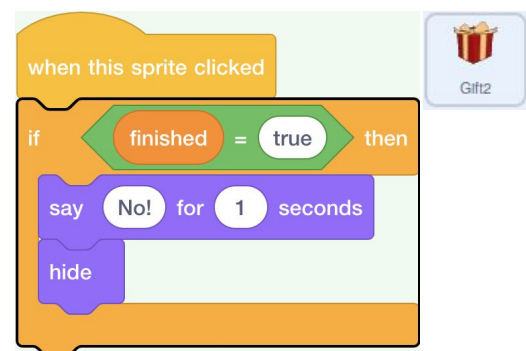 when this sprite clicked
if finished = true then
say No! for 1 seconds
hide
Gift2